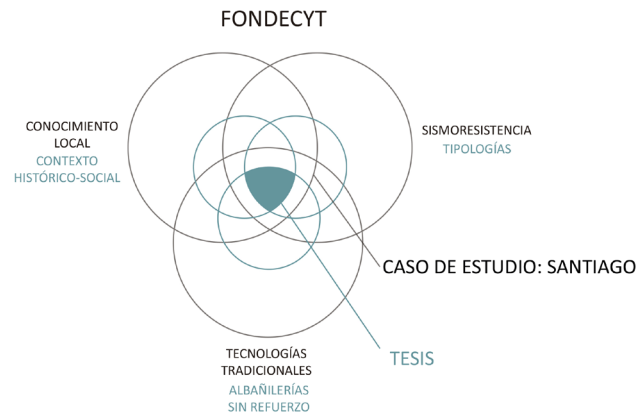 FONDECYT
CONOCIMIENTO
LOCAL
CONTEXTO
HISTÓRICO-SOCIAL
SISMORESISTENCIA
TIPOLOGÍAS
CASO DE ESTUDIO: SANTIAGO
TESIS
TECNOLOGÍAS
TRADICIONALES
ALBAÑILERÍAS
SIN REFUERZO